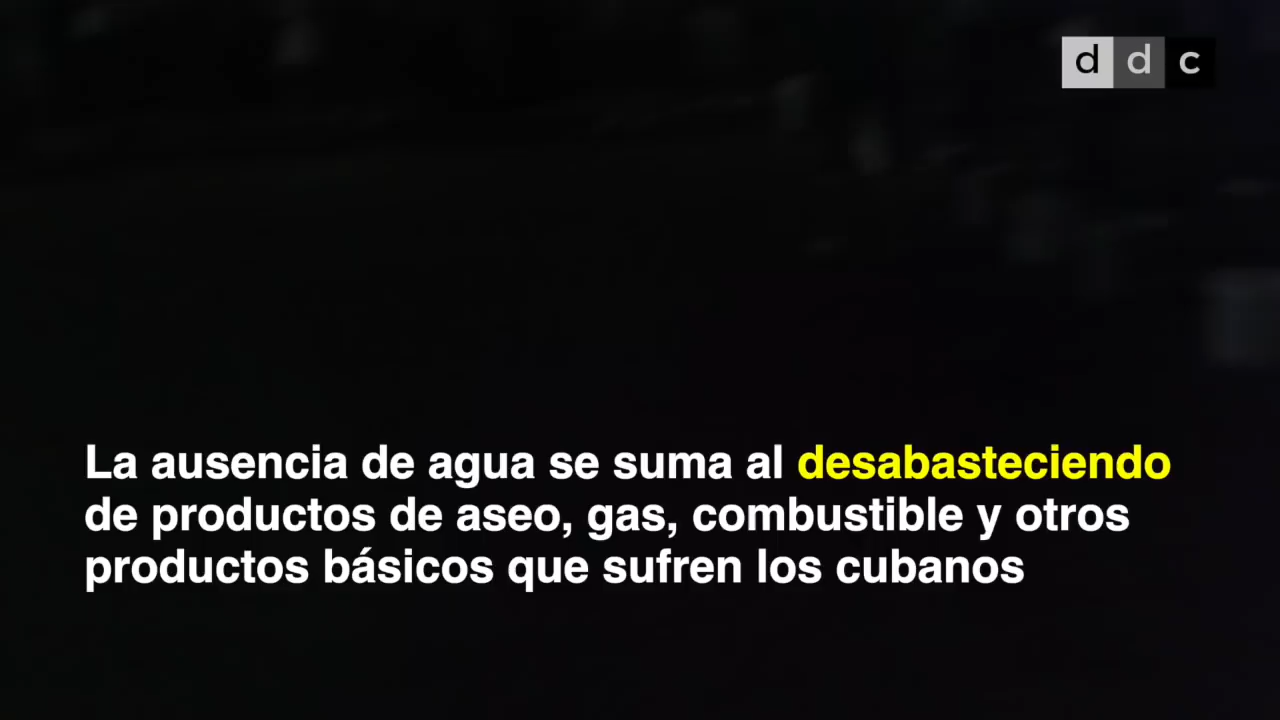 d d c
La ausencia de agua se suma al desabasteciendo
de productos de aseo, gas, combustible y otros
productos básicos que sufren los cubanos